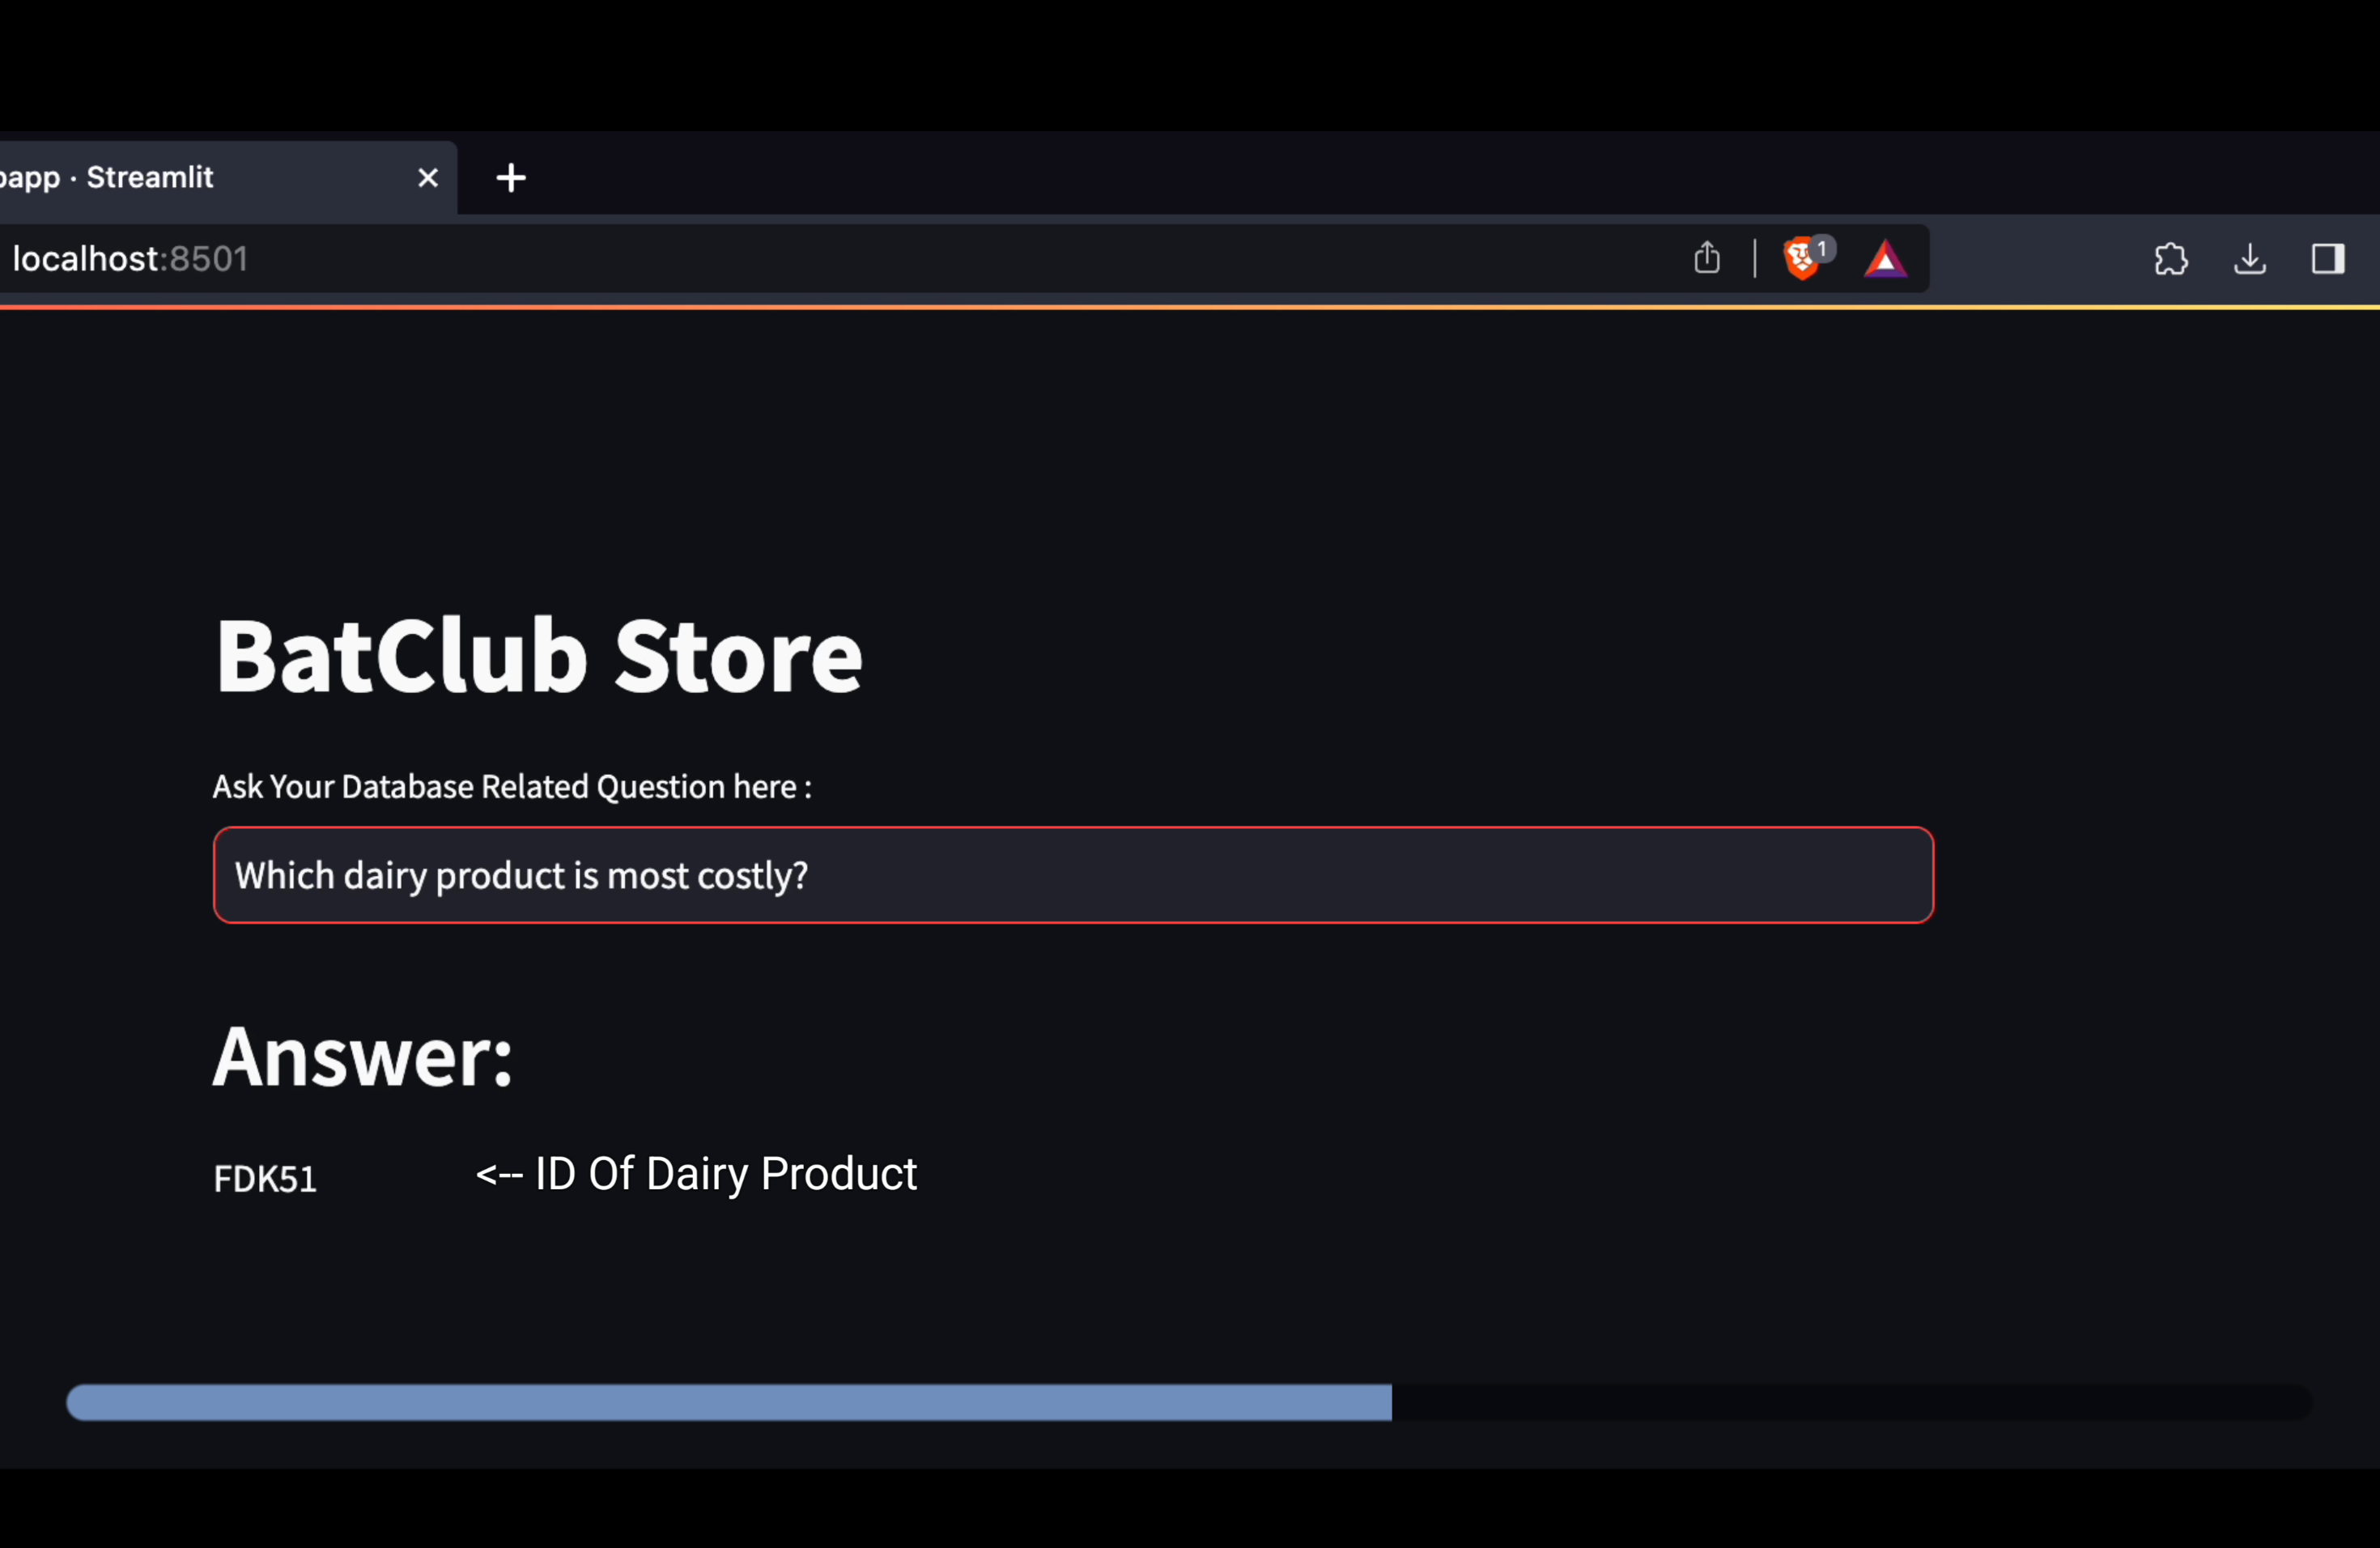 papp · Streamlit
localhost:8501
1
BatClub Store
Ask Your Database Related Question here :
Which dairy product is most costly?
Answer:
FDK51 <-- ID Of Dairy Product